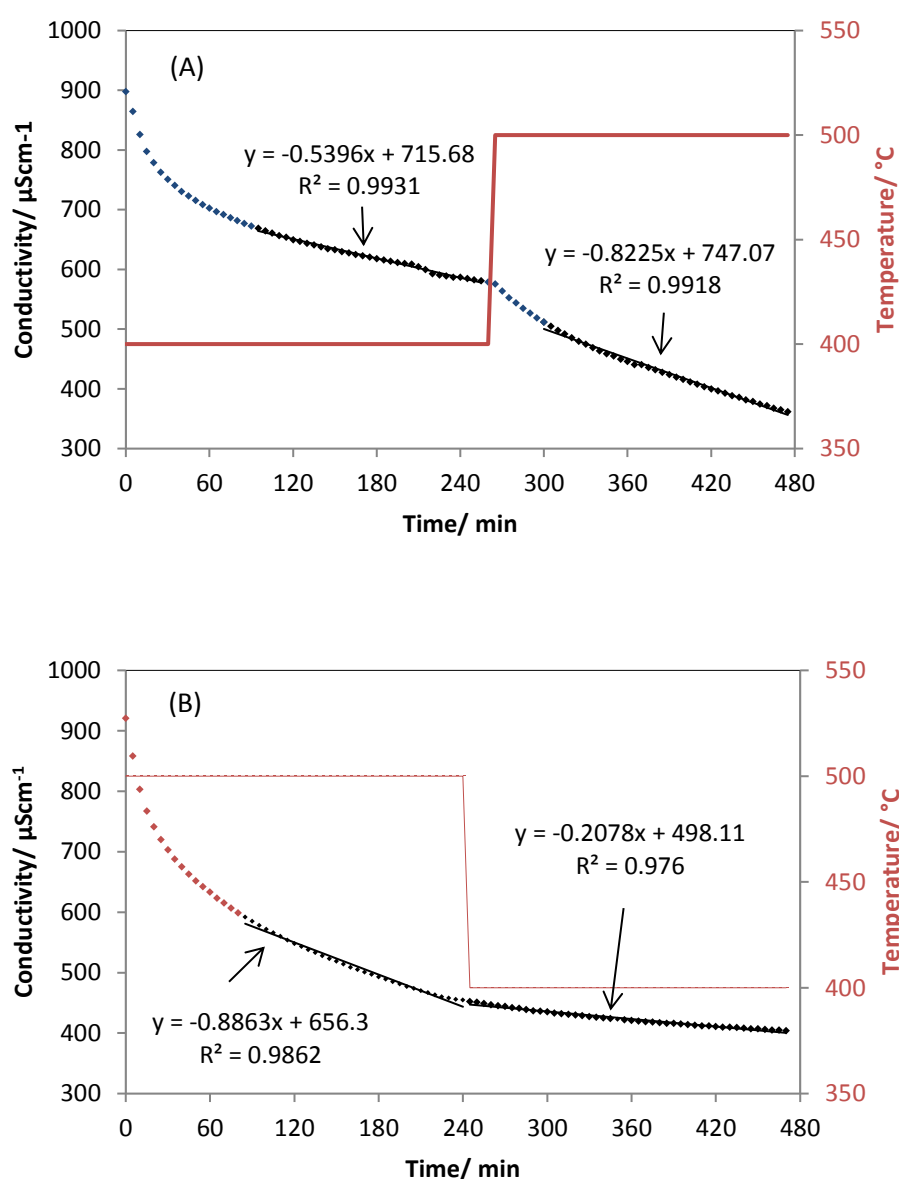 (A)
Conductivity/ µScm-1
1000
900
800
700
600
500
400
300
y = -0.5396x + 715.68
R² = 0.9931
y = -0.8225x + 747.07
R² = 0.9918
550
500
450
400
350
Temperature/ °C
0 60 120 180 240 300 360 420 480
Time/ min
(B)
Conductivity/ µScm⁻¹
1000
900
800
700
600
500
400
300
y = -0.2078x + 498.11
R² = 0.976
y = -0.8863x + 656.3
R² = 0.9862
550
500
450
400
350
Temperature/ °C
0 60 120 180 240 300 360 420 480
Time/ min